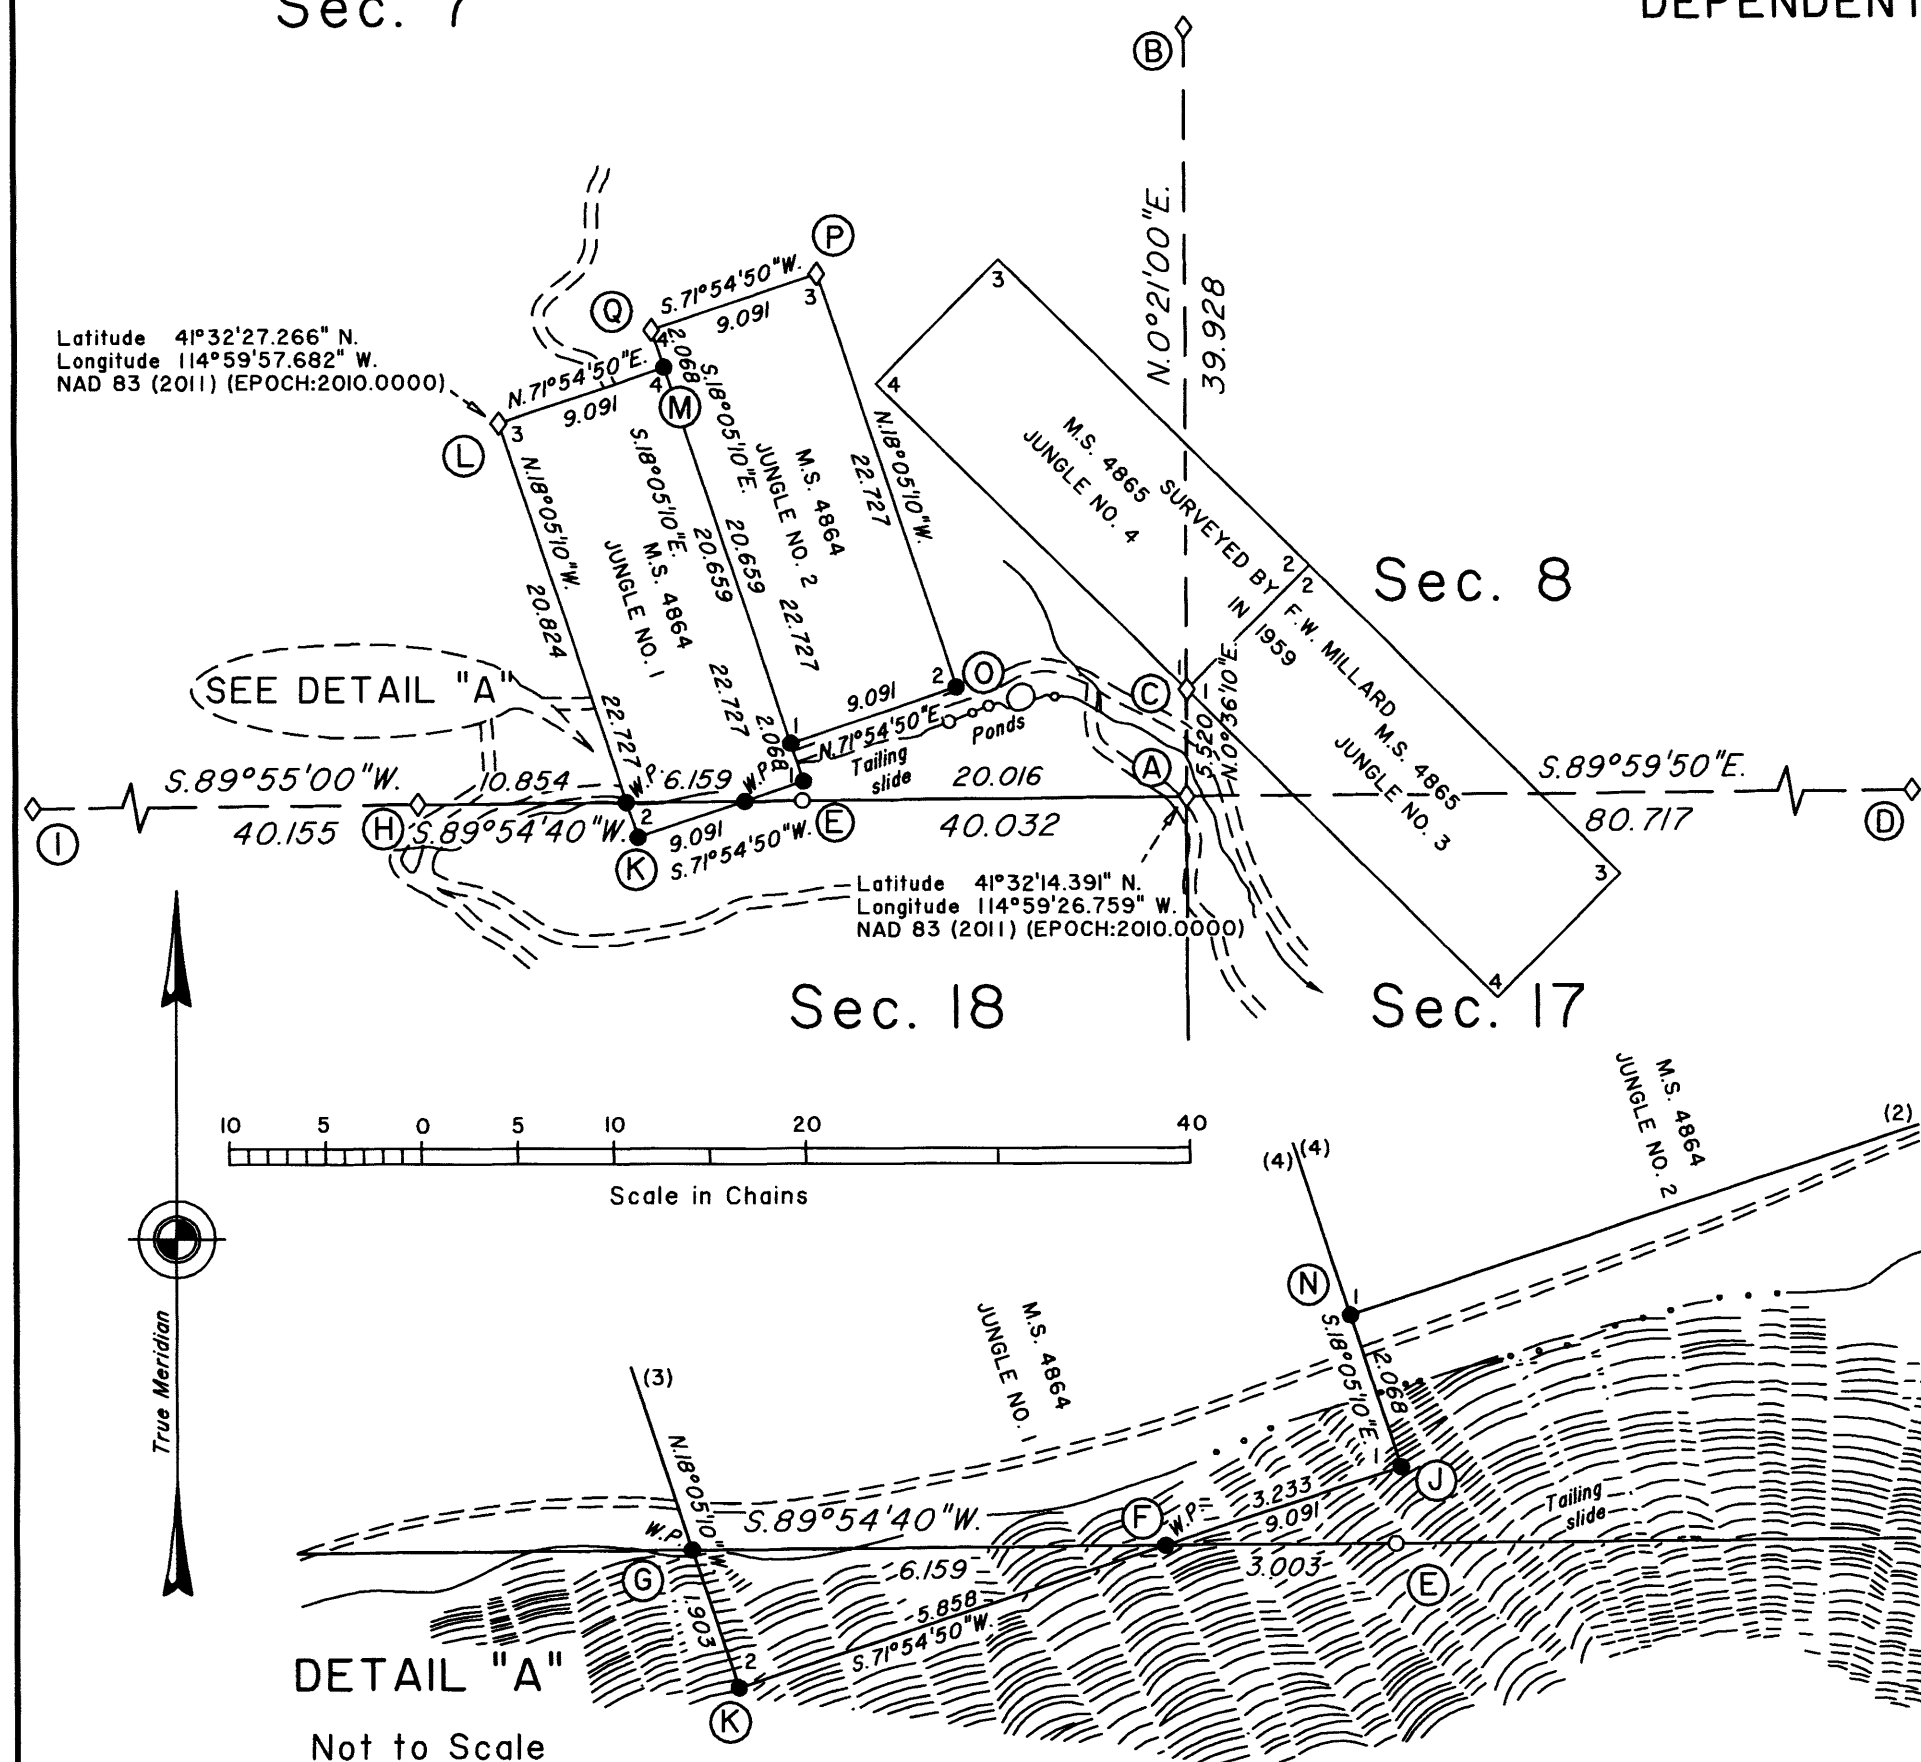 Sec. 7
DEPENDENT
B
N.0°21'00"E.
39.928
P
S.71°54'50"W.
9.091
3
Q
4
2.068
Latitude 41°32'27.266" N.
Longitude 114°59'57.682" W.
NAD 83 (2011) (EPOCH:2010.0000)
N.71°54'50"E.
9.091
4
M
3
L
N.18°05'10"W.
20.824
22.727
S.18°05'10"E.
20.659
22.727
M.S. 4864
JUNGLE NO. 1
S.18°05'10"E.
20.659
22.727
M.S. 4864
JUNGLE NO. 2
N.18°05'10"W.
22.727
3
4
M.S. 4865
JUNGLE NO. 4
SURVEYED BY F.W. MILLARD
IN 1959
2
2
Sec. 8
M.S. 4865
JUNGLE NO. 3
3
4
SEE DETAIL "A"
2
O
9.091
N.71°54'50"E.
1
2.068
1
Tailing
slide
Ponds
C
1
1
5.520
N.0°36'10"E.
A
S.89°59'50"E.
80.717
D
S.89°55'00"W.
40.155
I
H
10.854
S.89°54'40"W.
W.P.
6.159
W.P.
20.016
40.032
E
2
K
9.091
S.71°54'50"W.
Latitude 41°32'14.391" N.
Longitude 114°59'26.759" W.
NAD 83 (2011) (EPOCH:2010.0000)
Sec. 18
Sec. 17
10 5 0 5 10 20 40
Scale in Chains
True Meridian
M.S. 4864
JUNGLE NO. 2
(2)
(4) (4)
N
1
S.18°05'10"E.
2.068
1
J
M.S. 4864
JUNGLE NO. 1
(3)
N.18°05'10"W.
W.P.
S.89°54'40"W.
F
W.P.
3.233
9.091
Tailing
slide
G
6.159
3.003
E
1.903
5.858
S.71°54'50"W.
2
K
DETAIL "A"
Not to Scale